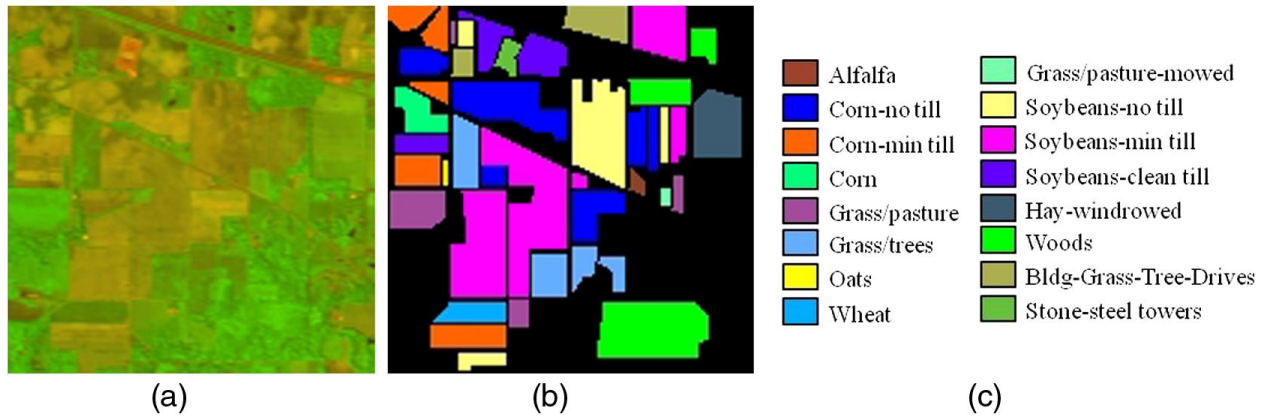 Alfalfa
Corn-no till
Corn-min till
Corn
Grass/pasture
Grass/trees
Oats
Wheat
Grass/pasture-mowed
Soybeans-no till
Soybeans-min till
Soybeans-clean till
Hay-windrowed
Woods
Bldg-Grass-Tree-Drives
Stone-steel towers
(a)
(b)
(c)